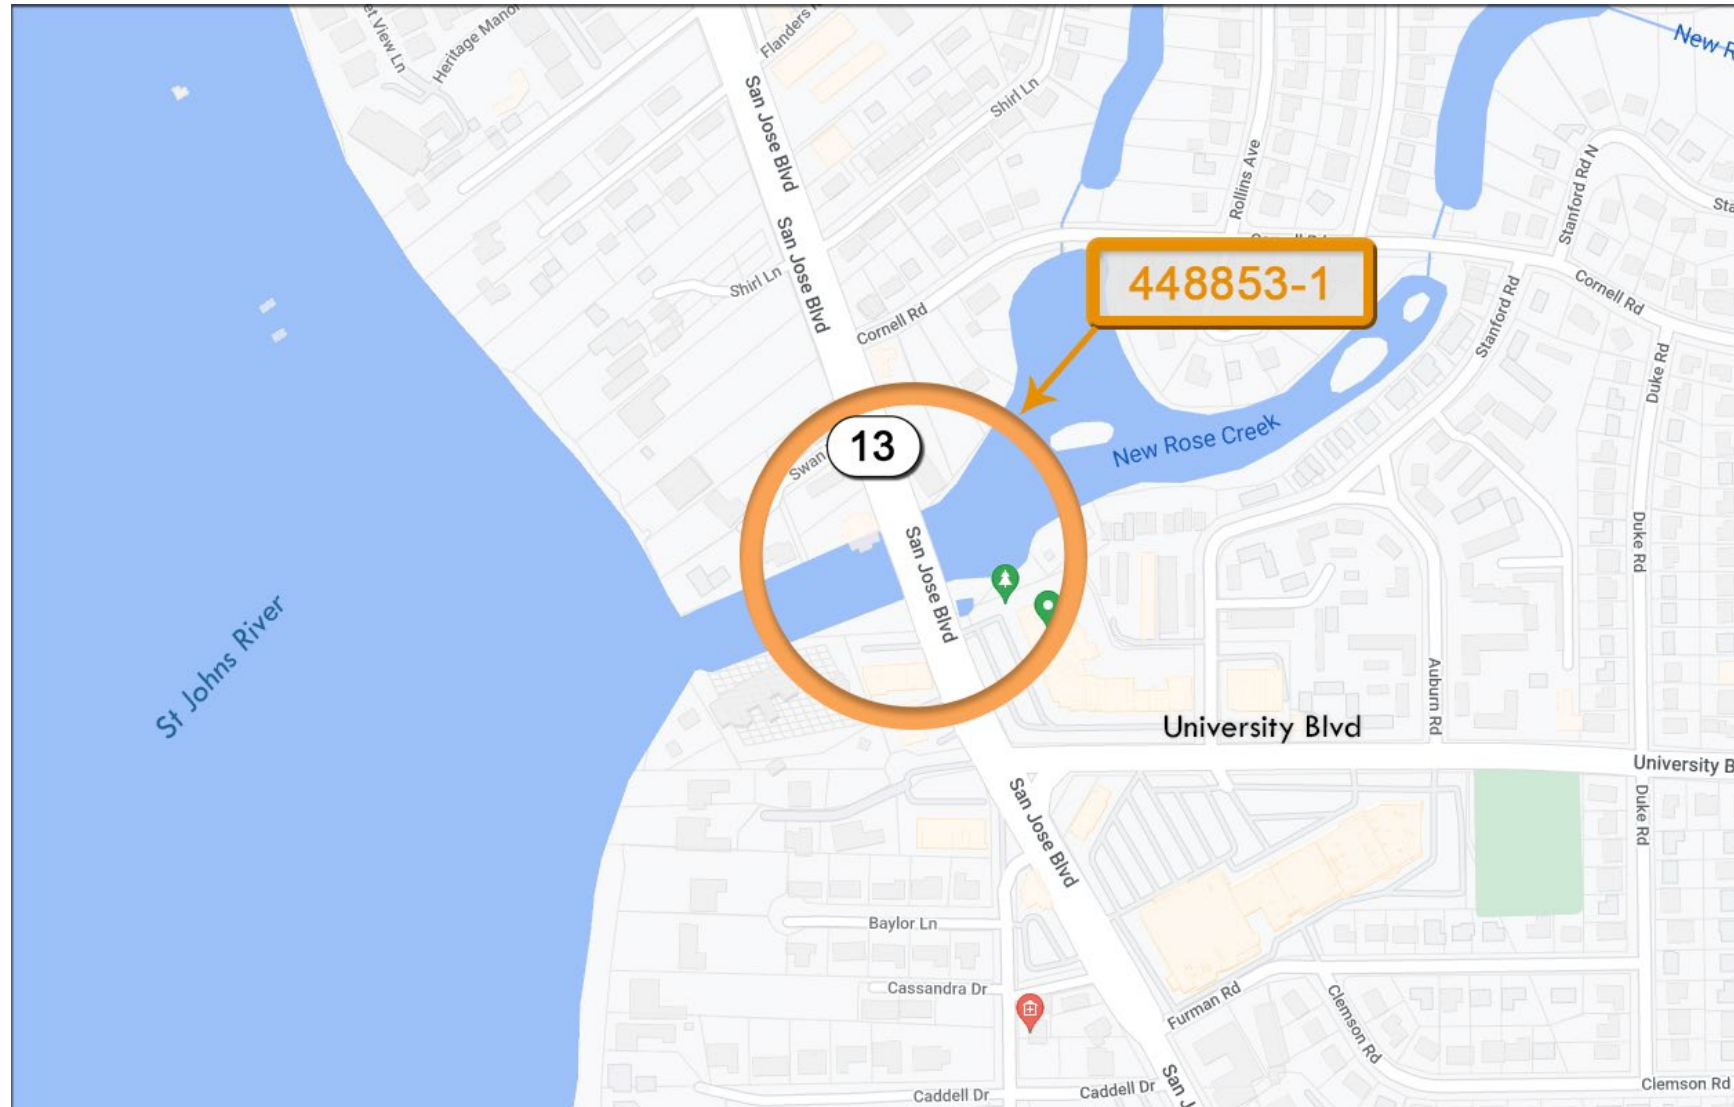 et View Ln
Heritage Manor
Flanders
New R
San Jose Blvd
Shirl Ln
Rollins Ave
Stanford Rd N
Sta
San Jose Blvd
Shirl Ln
Cornell Rd
448853-1
Cornell Rd
Stanford Rd
Duke Rd
13
Swan
New Rose Creek
San Jose Blvd
Duke Rd
St Johns River
Auburn Rd
University Blvd
University B
San Jose Blvd
Duke Rd
Baylor Ln
Cassandra Dr
Furman Rd
Clemson Rd
San J
Caddell Dr
Caddell Dr
Clemson Rd